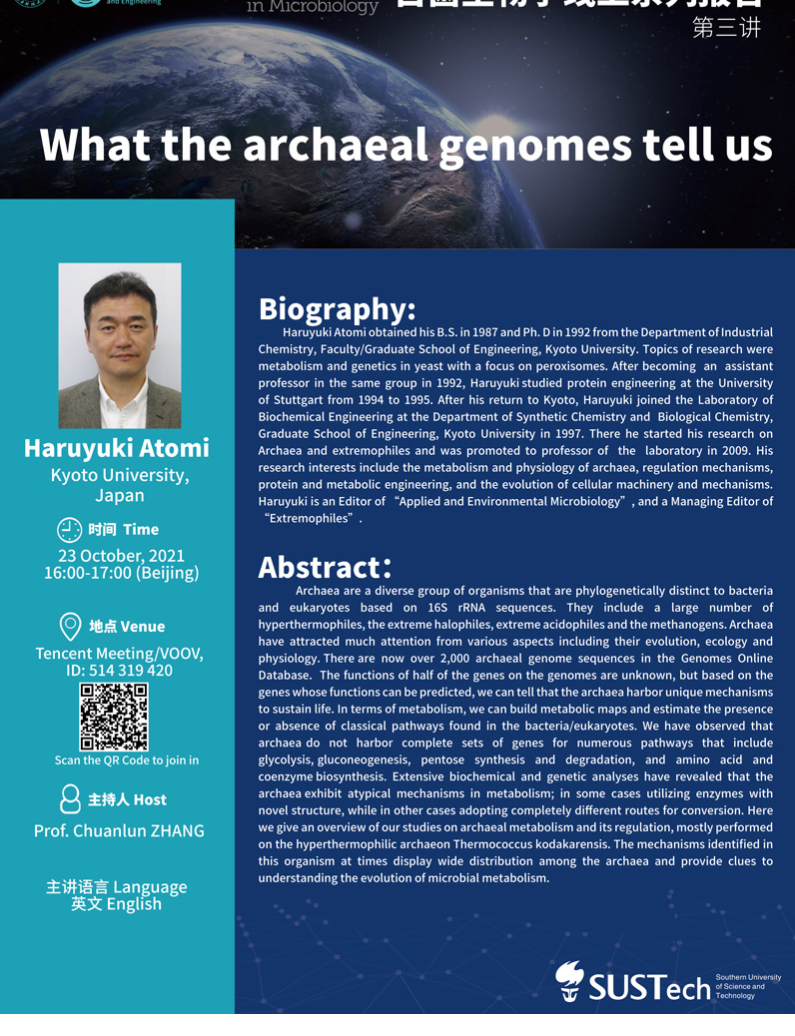 and Engineering
in Microbiology
第三讲
What the archaeal genomes tell us
Haruyuki Atomi
Kyoto University,
Japan
时间 Time
23 October, 2021
16:00-17:00 (Beijing)
地点 Venue
Tencent Meeting/VOOV,
ID: 514 319 420
Scan the QR Code to join in
主持人 Host
Prof. Chuanlun ZHANG
主讲语言 Language
英文 English
Biography:
Haruyuki Atomi obtained his B.S. in 1987 and Ph. D in 1992 from the Department of Industrial
Chemistry, Faculty/Graduate School of Engineering, Kyoto University. Topics of research were
metabolism and genetics in yeast with a focus on peroxisomes. After becoming an assistant
professor in the same group in 1992, Haruyuki studied protein engineering at the University
of Stuttgart from 1994 to 1995. After his return to Kyoto, Haruyuki joined the Laboratory of
Biochemical Engineering at the Department of Synthetic Chemistry and Biological Chemistry,
Graduate School of Engineering, Kyoto University in 1997. There he started his research on
Archaea and extremophiles and was promoted to professor of the laboratory in 2009. His
research interests include the metabolism and physiology of archaea, regulation mechanisms,
protein and metabolic engineering, and the evolution of cellular machinery and mechanisms.
Haruyuki is an Editor of “Applied and Environmental Microbiology”, and a Managing Editor of
“Extremophiles”.
Abstract：
Archaea are a diverse group of organisms that are phylogenetically distinct to bacteria
and eukaryotes based on 16S rRNA sequences. They include a large number of
hyperthermophiles, the extreme halophiles, extreme acidophiles and the methanogens. Archaea
have attracted much attention from various aspects including their evolution, ecology and
physiology. There are now over 2,000 archaeal genome sequences in the Genomes Online
Database. The functions of half of the genes on the genomes are unknown, but based on the
genes whose functions can be predicted, we can tell that the archaea harbor unique mechanisms
to sustain life. In terms of metabolism, we can build metabolic maps and estimate the presence
or absence of classical pathways found in the bacteria/eukaryotes. We have observed that
archaea do not harbor complete sets of genes for numerous pathways that include
glycolysis, gluconeogenesis, pentose synthesis and degradation, and amino acid and
coenzyme biosynthesis. Extensive biochemical and genetic analyses have revealed that the
archaea exhibit atypical mechanisms in metabolism; in some cases utilizing enzymes with
novel structure, while in other cases adopting completely different routes for conversion. Here
we give an overview of our studies on archaeal metabolism and its regulation, mostly performed
on the hyperthermophilic archaeon Thermococcus kodakarensis. The mechanisms identified in
this organism at times display wide distribution among the archaea and provide clues to
understanding the evolution of microbial metabolism.
SUSTech
Southern University
of Science and
Technology